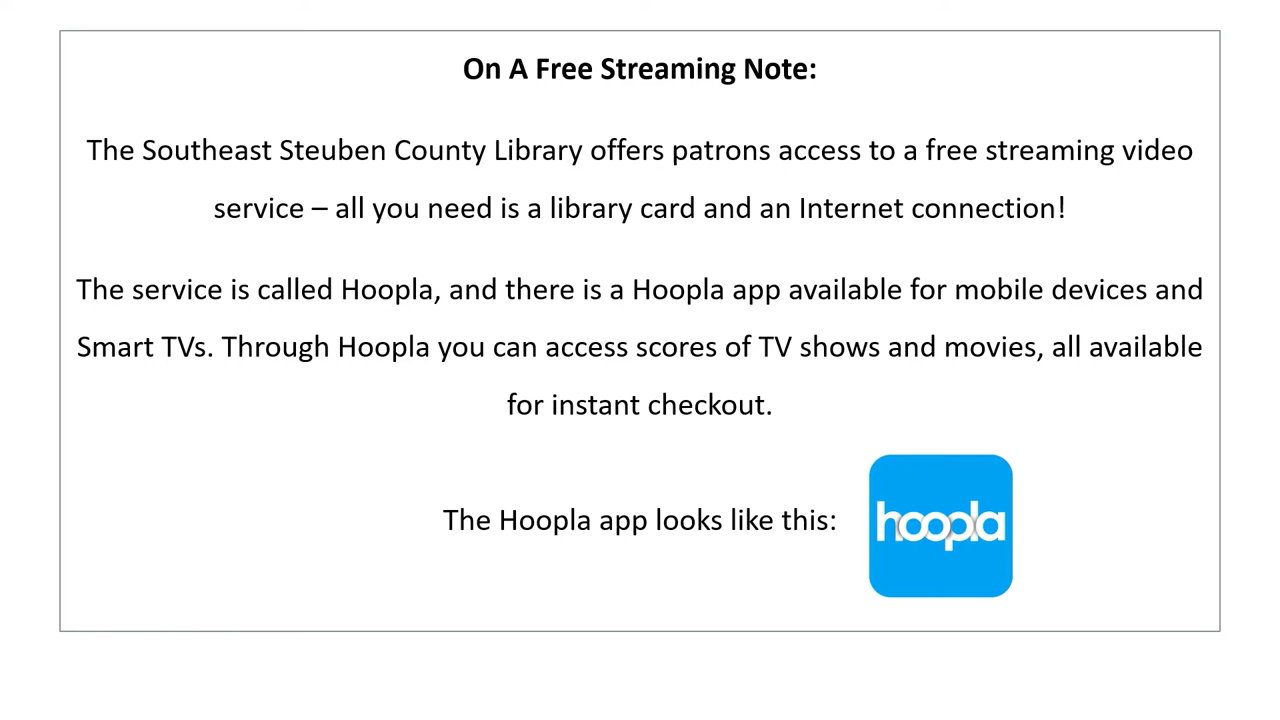 On A Free Streaming Note:
The Southeast Steuben County Library offers patrons access to a free streaming video
service – all you need is a library card and an Internet connection!
The service is called Hoopla, and there is a Hoopla app available for mobile devices and
Smart TVs. Through Hoopla you can access scores of TV shows and movies, all available
for instant checkout.
The Hoopla app looks like this:
hoopla